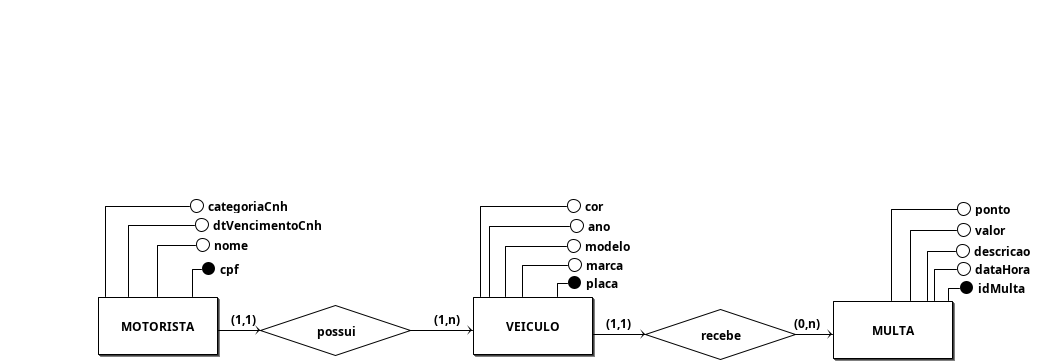 categoriaCnh
dtVencimentoCnh
nome
cpf
MOTORISTA
(1,1)
possui
(1,n)
cor
ano
modelo
marca
placa
VEICULO
(1,1)
recebe
(0,n)
ponto
valor
descricao
dataHora
idMulta
MULTA